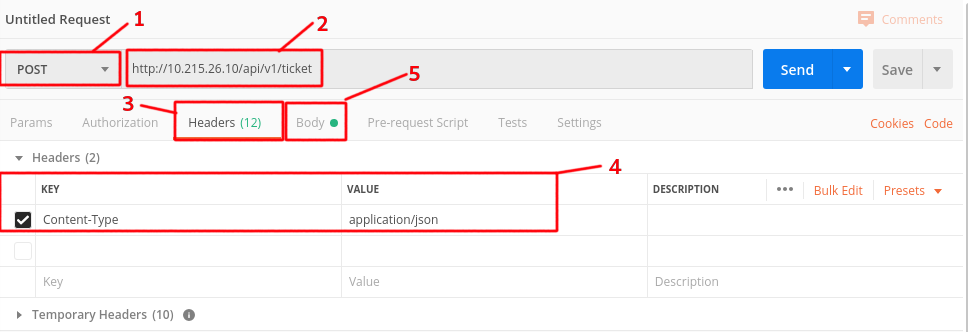 Untitled Request 1 2 Comments
POST http://10.215.26.10/api/v1/ticket Send Save
3 5
Params Authorization Headers (12) Body Pre-request Script Tests Settings Cookies Code
Headers (2)
4
KEY VALUE DESCRIPTION ••• Bulk Edit Presets
Content-Type application/json
Key Value Description
Temporary Headers (10) i